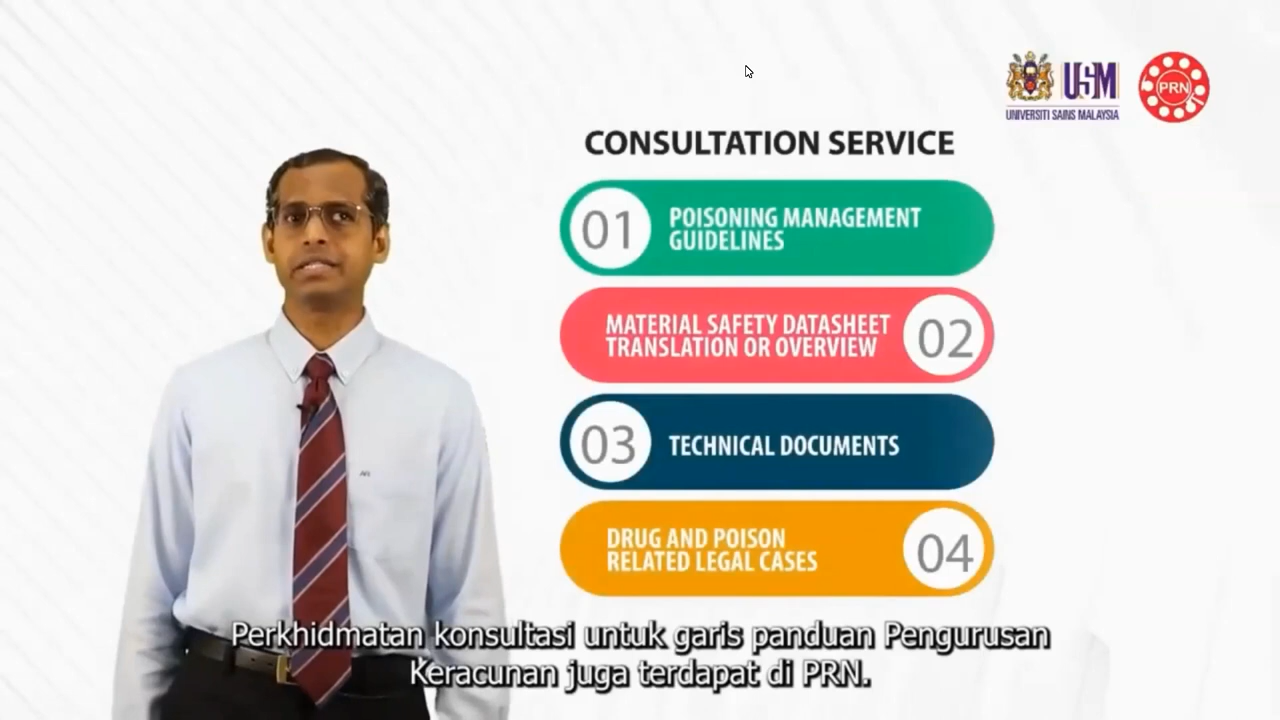 USM
UNIVERSITI SAINS MALAYSIA
PRN
CONSULTATION SERVICE
01
POISONING MANAGEMENT
GUIDELINES
MATERIAL SAFETY DATASHEET
TRANSLATION OR OVERVIEW
02
03
TECHNICAL DOCUMENTS
DRUG AND POISON
RELATED LEGAL CASES
04
Perkhidmatan konsultasi untuk garis panduan Pengurusan
Keracunan juga terdapat di PRN.